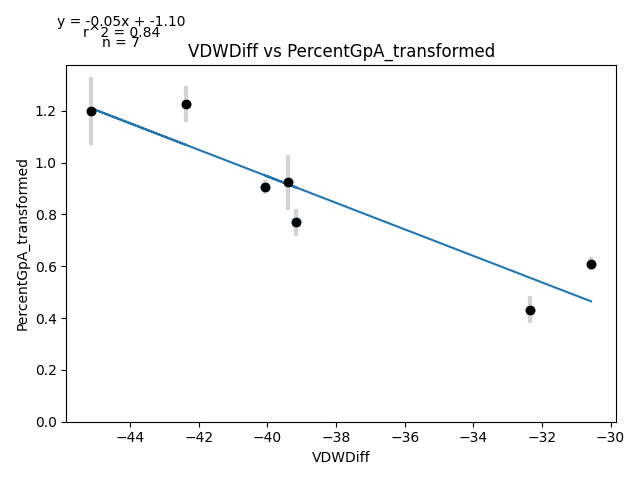 y = -0.05x + -1.10
r^2 = 0.84
n = 7
VDWDiff vs PercentGpA_transformed
PercentGpA_transformed
1.2
1.0
0.8
0.6
0.4
0.2
0.0
−44
−42
−40
−38
−36
−34
−32
−30
VDWDiff